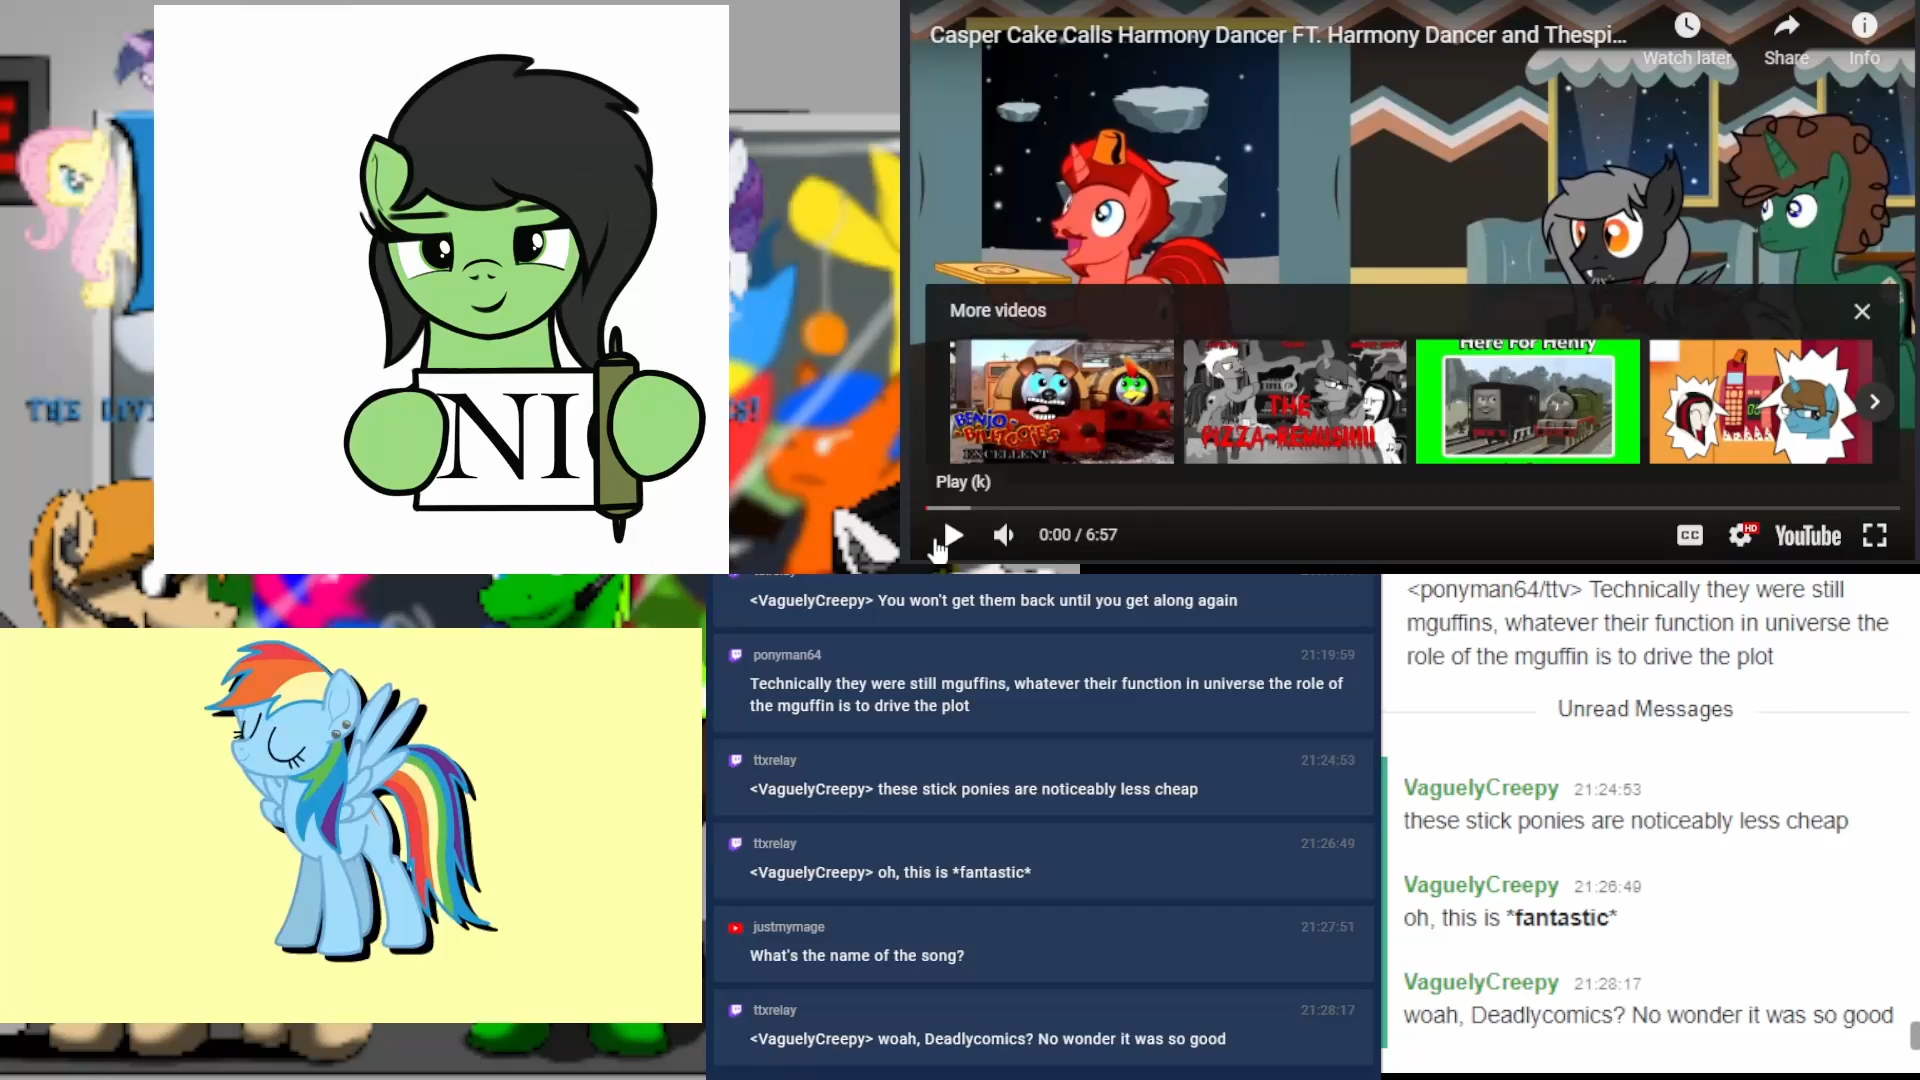 THE
NI
Casper Cake Calls Harmony Dancer FT. Harmony Dancer and Thespi...
Watch later
Share
Info
More videos
BENJO
BILLTOOIE'S
EXCELLENT
THE
PIZZA-REMUS!!!!!
Here For Henry
Play (k)
0:00 / 6:57
CC
HD
YouTube
<VaguelyCreepy> You won't get them back until you get along again
ponyman64 21:19:59
Technically they were still mguffins, whatever their function in universe the role of
the mguffin is to drive the plot
ttxrelay 21:24:53
<VaguelyCreepy> these stick ponies are noticeably less cheap
ttxrelay 21:26:49
<VaguelyCreepy> oh, this is *fantastic*
justmymage 21:27:51
What's the name of the song?
ttxrelay 21:28:17
<VaguelyCreepy> woah, Deadlycomics? No wonder it was so good
<ponyman64/ttv> Technically they were still
mguffins, whatever their function in universe the
role of the mguffin is to drive the plot
Unread Messages
VaguelyCreepy 21:24:53
these stick ponies are noticeably less cheap
VaguelyCreepy 21:26:49
oh, this is *fantastic*
VaguelyCreepy 21:28:17
woah, Deadlycomics? No wonder it was so good